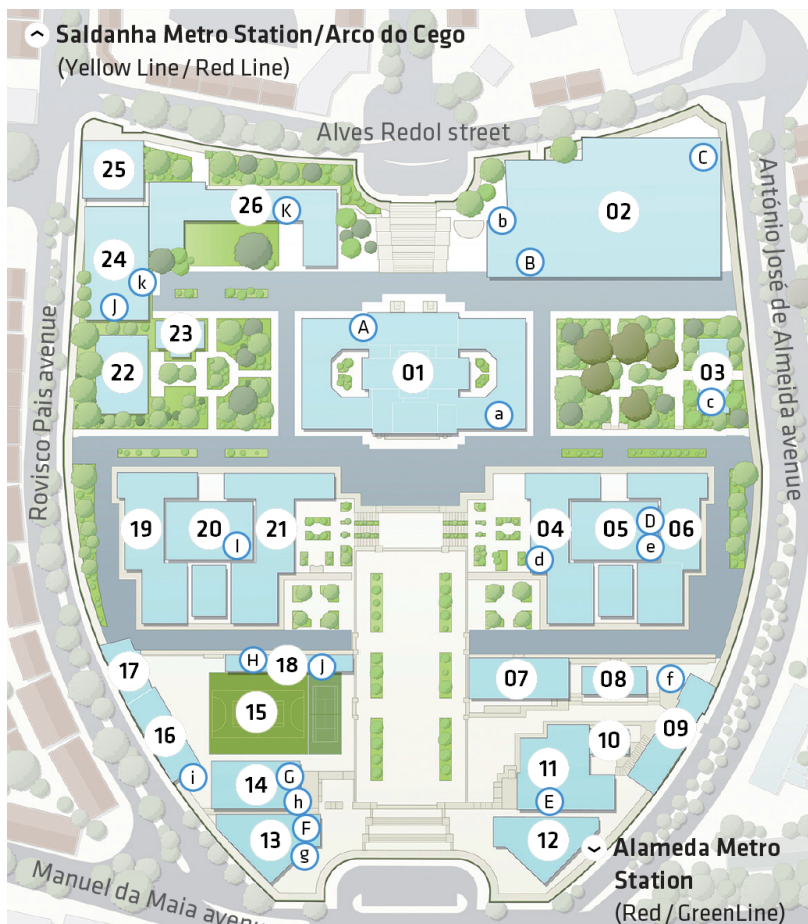 Saldanha Metro Station/Arco do Cego
(Yellow Line / Red Line)
Alves Redol street
António José de Almeida avenue
Rovisco Páis avenue
25
C
26
K
02
b
24
k
B
J
23
A
22
01
03
c
a
19
20
21
I
04
05
D
06
e
d
17
H
18
J
07
08
f
15
16
09
10
11
i
14
G
h
E
13
F
g
12
Alameda Metro
Station
(Red / GreenLine)
Manuel da Maia avenue